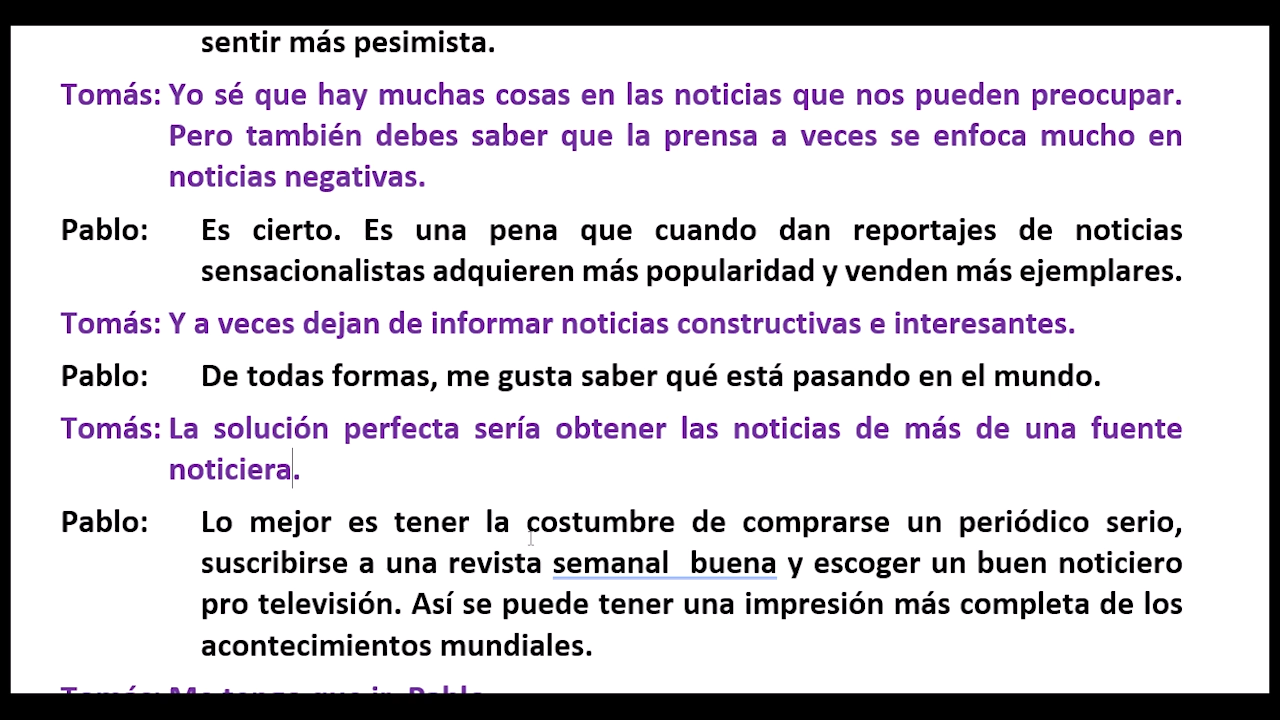 sentir más pesimista.
Tomás: Yo sé que hay muchas cosas en las noticias que nos pueden preocupar.
Pero también debes saber que la prensa a veces se enfoca mucho en
noticias negativas.
Pablo: Es cierto. Es una pena que cuando dan reportajes de noticias
sensacionalistas adquieren más popularidad y venden más ejemplares.
Tomás: Y a veces dejan de informar noticias constructivas e interesantes.
Pablo: De todas formas, me gusta saber qué está pasando en el mundo.
Tomás: La solución perfecta sería obtener las noticias de más de una fuente
noticiera.
Pablo: Lo mejor es tener la costumbre de comprarse un periódico serio,
suscribirse a una revista semanal  buena y escoger un buen noticiero
pro televisión. Así se puede tener una impresión más completa de los
acontecimientos mundiales.
Tomás: Me tengo que ir, Pablo